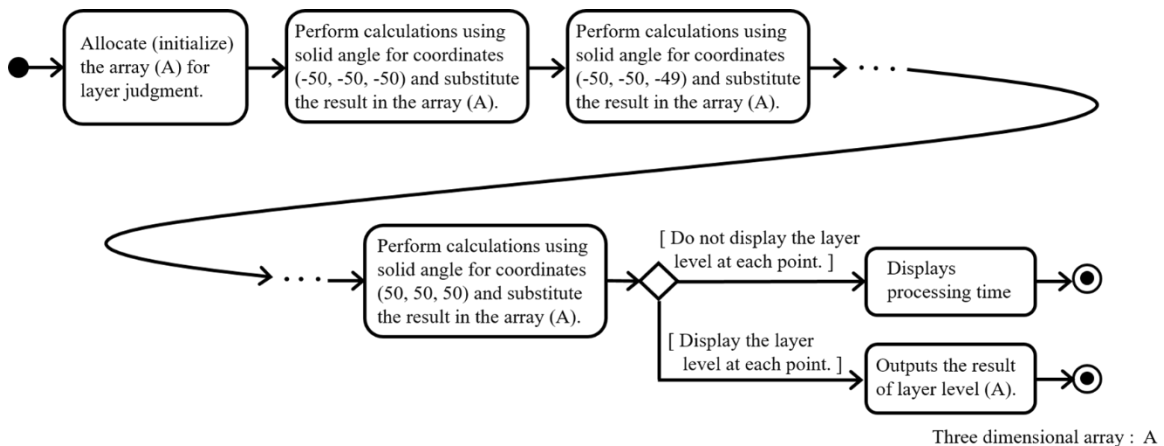 Allocate (initialize)
the array (A) for
layer judgment.
Perform calculations using
solid angle for coordinates
(-50, -50, -50) and substitute
the result in the array (A).
Perform calculations using
solid angle for coordinates
(-50, -50, -49) and substitute
the result in the array (A).
Perform calculations using
solid angle for coordinates
(50, 50, 50) and substitute
the result in the array (A).
[ Do not display the layer
level at each point. ]
Displays
processing time
[ Display the layer
level at each point. ]
Outputs the result
of layer level (A).
Three dimensional array : A